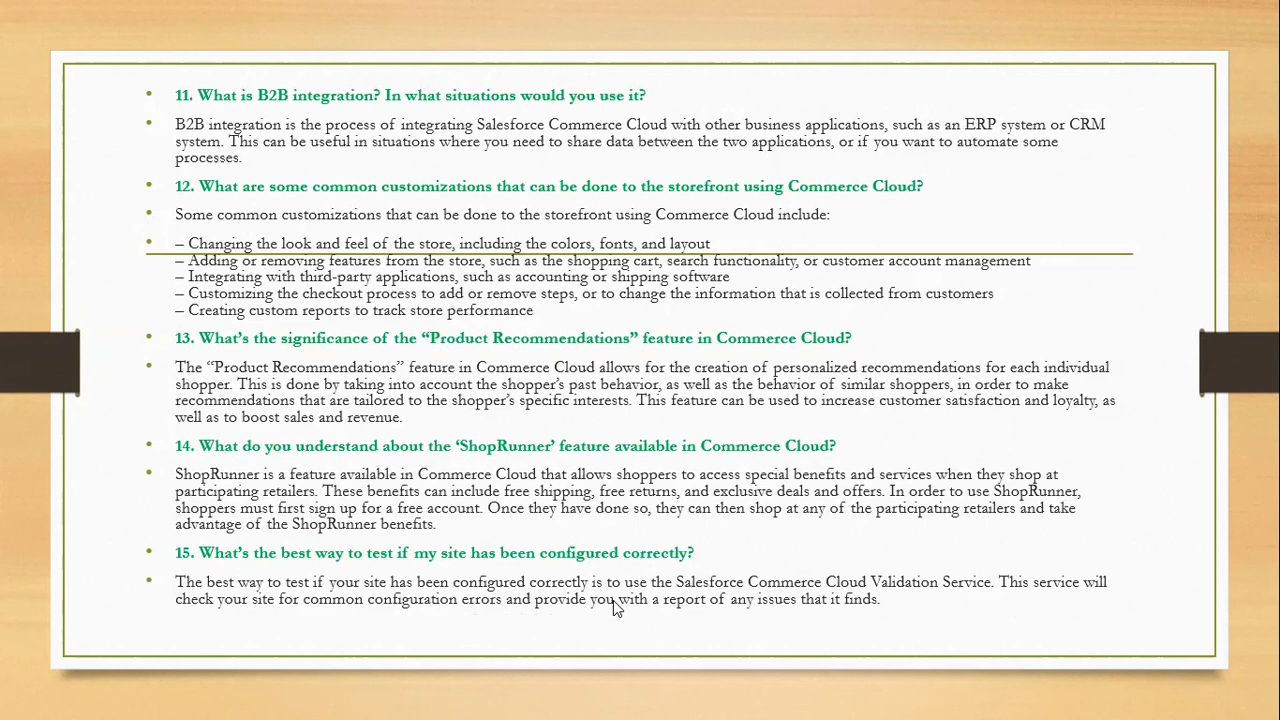 11. What is B2B integration? In what situations would you use it?
B2B integration is the process of integrating Salesforce Commerce Cloud with other business applications, such as an ERP system or CRM
system. This can be useful in situations where you need to share data between the two applications, or if you want to automate some
processes.
12. What are some common customizations that can be done to the storefront using Commerce Cloud?
Some common customizations that can be done to the storefront using Commerce Cloud include:
– Changing the look and feel of the store, including the colors, fonts, and layout
– Adding or removing features from the store, such as the shopping cart, search functionality, or customer account management
– Integrating with third-party applications, such as accounting or shipping software
– Customizing the checkout process to add or remove steps, or to change the information that is collected from customers
– Creating custom reports to track store performance
13. What’s the significance of the “Product Recommendations” feature in Commerce Cloud?
The “Product Recommendations” feature in Commerce Cloud allows for the creation of personalized recommendations for each individual
shopper. This is done by taking into account the shopper’s past behavior, as well as the behavior of similar shoppers, in order to make
recommendations that are tailored to the shopper’s specific interests. This feature can be used to increase customer satisfaction and loyalty, as
well as to boost sales and revenue.
14. What do you understand about the ‘ShopRunner’ feature available in Commerce Cloud?
ShopRunner is a feature available in Commerce Cloud that allows shoppers to access special benefits and services when they shop at
participating retailers. These benefits can include free shipping, free returns, and exclusive deals and offers. In order to use ShopRunner,
shoppers must first sign up for a free account. Once they have done so, they can then shop at any of the participating retailers and take
advantage of the ShopRunner benefits.
15. What’s the best way to test if my site has been configured correctly?
The best way to test if your site has been configured correctly is to use the Salesforce Commerce Cloud Validation Service. This service will
check your site for common configuration errors and provide you with a report of any issues that it finds.